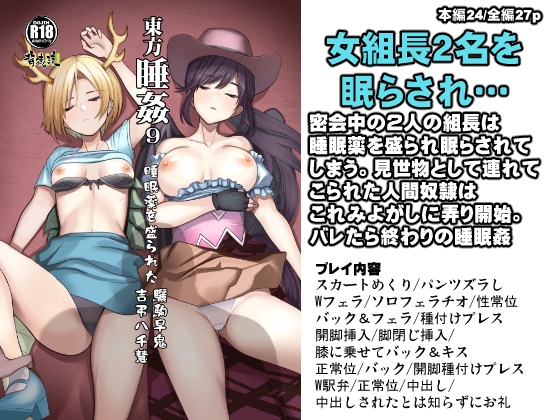 DOJIN
R18
Adults Only
東方睡姦9
睡眠薬を盛られた
驪駒早鬼
吉弔八千慧
本編24/全編27p
女組長2名を
眠らされ…
密会中の2人の組長は
睡眠薬を盛られ眠らされて
しまう。見世物として連れて
こられた人間奴隷は
これみよがしに弄り開始。
バレたら終わりの睡眠姦
プレイ内容
スカートめくり/パンツズラし
Wフェラ/ソロフェラチオ/性常位
バック&フェラ/種付けプレス
開脚挿入/脚閉じ挿入/
膝に乗せてバック&キス
正常位/バック/開脚種付けプレス
W駅弁/正常位/中出し/
中出しされたとは知らずにお礼